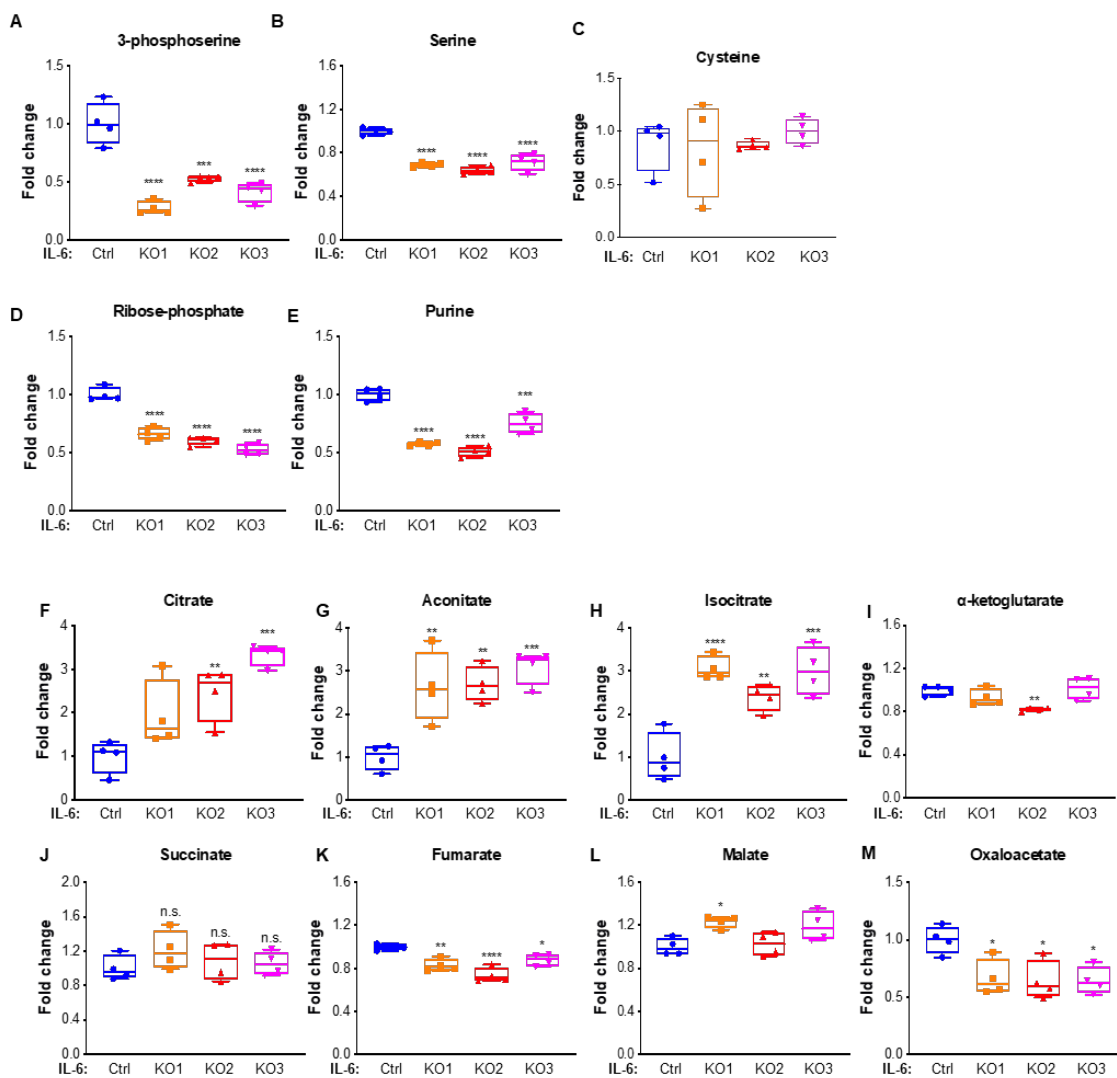 A
3-phosphoserine
Fold change
1.5
1.0
0.5
0.0
****
***
****
IL-6: Ctrl KO1 KO2 KO3
B
Serine
Fold change
1.5
1.0
0.6
0.4
0.0
****
****
****
IL-6: Ctrl KO1 KO2 KO3
C
Cysteine
Fold change
1.5
1.0
0.5
0.0
IL-6: Ctrl KO1 KO2 KO3
D
Ribose-phosphate
Fold change
1.5
1.0
0.5
0.0
****
****
****
IL-6: Ctrl KO1 KO2 KO3
E
Purine
Fold change
1.5
1.0
0.5
0.0
****
****
***
IL-6: Ctrl KO1 KO2 KO3
F
Citrate
Fold change
4
3
2
1
0
**
***
IL-6: Ctrl KO1 KO2 KO3
G
Aconitate
Fold change
4
3
2
1
0
**
**
***
IL-6: Ctrl KO1 KO2 KO3
H
Isocitrate
Fold change
4
3
2
1
0
****
**
***
IL-6: Ctrl KO1 KO2 KO3
I
α-ketoglutarate
Fold change
1.6
1.2
0.8
0.4
0.0
**
IL-6: Ctrl KO1 KO2 KO3
J
Succinate
Fold change
2.0
1.6
1.2
0.8
0.4
0.0
n.s.
n.s.
n.s.
IL-6: Ctrl KO1 KO2 KO3
K
Fumarate
Fold change
1.6
1.2
0.8
0.4
0.0
**
****
*
IL-6: Ctrl KO1 KO2 KO3
L
Malate
Fold change
1.6
1.2
0.8
0.4
0.0
*
IL-6: Ctrl KO1 KO2 KO3
M
Oxaloacetate
Fold change
1.5
1.0
0.5
0.0
*
*
*
IL-6: Ctrl KO1 KO2 KO3